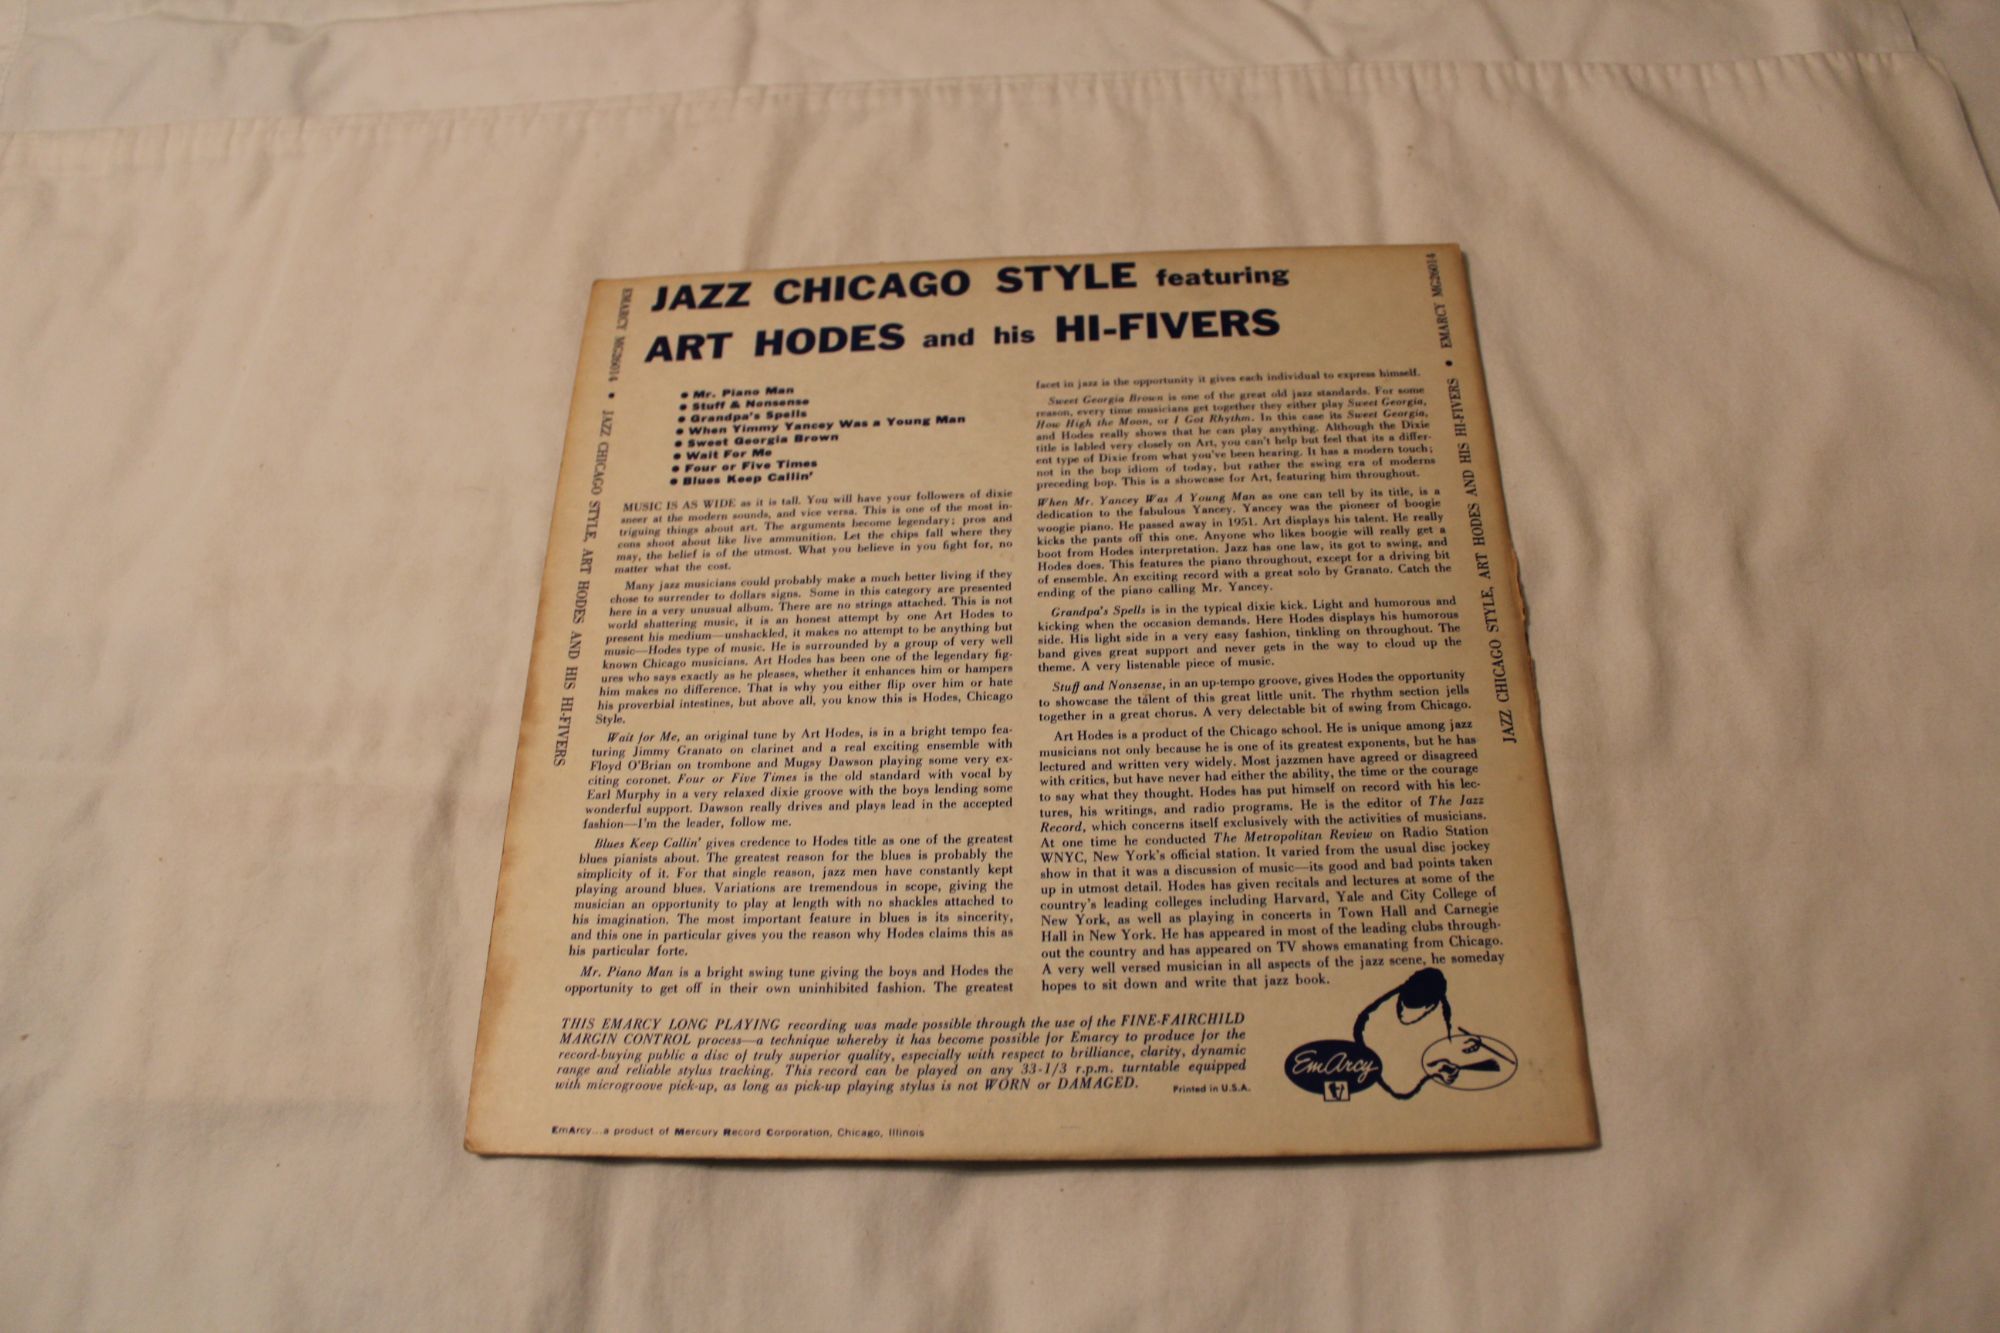 JAZZ CHICAGO STYLE featuring
ART HODES and his HI-FIVERS
EMARCY MG26014 • JAZZ CHICAGO STYLE, ART HODES AND HIS HI-FIVERS
• Mr. Piano Man
• Stuff & Nonsense
• Grandpa's Spells
• When Yimmy Yancey Was a Young Man
• Sweet Georgia Brown
• Wait For Me
• Four or Five Times
• Blues Keep Callin'
MUSIC IS AS WIDE as it is tall. You will have your followers of dixie
sneer at the modern sounds, and vice versa. This is one of the most in-
triguing things about art. The arguments become legendary; pros and
cons shoot about like live ammunition. Let the chips fall where they
may, the belief is of the utmost. What you believe in you fight for, no
matter what the cost.
Many jazz musicians could probably make a much better living if they
chose to surrender to dollars signs. Some in this category are presented
here in a very unusual album. There are no strings attached. This is not
world shattering music, it is an honest attempt by one Art Hodes to
present his medium—unshackled, it makes no attempt to be anything but
music—Hodes type of music. He is surrounded by a group of very well
known Chicago musicians. Art Hodes has been one of the legendary fig-
ures who says exactly as he pleases, whether it enhances him or hampers
him makes no difference. That is why you either flip over him or hate
his proverbial intestines, but above all, you know this is Hodes, Chicago
Style.
Wait for Me, an original tune by Art Hodes, is in a bright tempo fea-
turing Jimmy Granato on clarinet and a real exciting ensemble with
Floyd O'Brian on trombone and Mugsy Dawson playing some very ex-
citing coronet. Four or Five Times is the old standard with vocal by
Earl Murphy in a very relaxed dixie groove with the boys lending some
wonderful support. Dawson really drives and plays lead in the accepted
fashion—I'm the leader, follow me.
Blues Keep Callin' gives credence to Hodes title as one of the greatest
blues pianists about. The greatest reason for the blues is probably the
simplicity of it. For that single reason, jazz men have constantly kept
playing around blues. Variations are tremendous in scope, giving the
musician an opportunity to play at length with no shackles attached to
his imagination. The most important feature in blues is its sincerity,
and this one in particular gives you the reason why Hodes claims this as
his particular forte.
Mr. Piano Man is a bright swing tune giving the boys and Hodes the
opportunity to get off in their own uninhibited fashion. The greatest
facet in jazz is the opportunity it gives each individual to express himself.
Sweet Georgia Brown is one of the great old jazz standards. For some
reason, every time musicians get together they either play Sweet Georgia,
How High the Moon, or I Got Rhythm. In this case its Sweet Georgia,
and Hodes really shows that he can play anything. Although the Dixie
title is labled very closely on Art, you can't help but feel that its a differ-
ent type of Dixie from what you've been hearing. It has a modern touch;
not in the bop idiom of today, but rather the swing era of moderns
preceding bop. This is a showcase for Art, featuring him throughout.
When Mr. Yancey Was A Young Man as one can tell by its title, is a
dedication to the fabulous Yancey. Yancey was the pioneer of boogie
woogie piano. He passed away in 1951. Art displays his talent. He really
kicks the pants off this one. Anyone who likes boogie will really get a
boot from Hodes interpretation. Jazz has one law, its got to swing, and
Hodes does. This features the piano throughout, except for a driving bit
of ensemble. An exciting record with a great solo by Granato. Catch the
ending of the piano calling Mr. Yancey.
Grandpa's Spells is in the typical dixie kick. Light and humorous and
kicking when the occasion demands. Here Hodes displays his humorous
side. His light side in a very easy fashion, tinkling on throughout. The
band gives great support and never gets in the way to cloud up the
theme. A very listenable piece of music.
Stuff and Nonsense, in an up-tempo groove, gives Hodes the opportunity
to showcase the talent of this great little unit. The rhythm section jells
together in a great chorus. A very delectable bit of swing from Chicago.
Art Hodes is a product of the Chicago school. He is unique among jazz
musicians not only because he is one of its greatest exponents, but he has
lectured and written very widely. Most jazzmen have agreed or disagreed
with critics, but have never had either the ability, the time or the courage
to say what they thought. Hodes has put himself on record with his lec-
tures, his writings, and radio programs. He is the editor of The Jazz
Record, which concerns itself exclusively with the activities of musicians.
At one time he conducted The Metropolitan Review on Radio Station
WNYC, New York's official station. It varied from the usual disc jockey
show in that it was a discussion of music—its good and bad points taken
up in utmost detail. Hodes has given recitals and lectures at some of the
country's leading colleges including Harvard, Yale and City College of
New York, as well as playing in concerts in Town Hall and Carnegie
Hall in New York. He has appeared in most of the leading clubs through-
out the country and has appeared on TV shows emanating from Chicago.
A very well versed musician in all aspects of the jazz scene, he someday
hopes to sit down and write that jazz book.
JAZZ CHICAGO STYLE, ART HODES AND HIS HI-FIVERS • EMARCY MG26014
THIS EMARCY LONG PLAYING recording was made possible through the use of the FINE-FAIRCHILD
MARGIN CONTROL process—a technique whereby it has become possible for Emarcy to produce for the
record-buying public a disc of truly superior quality, especially with respect to brilliance, clarity, dynamic
range and reliable stylus tracking. This record can be played on any 33-1/3 r.p.m. turntable equipped
with microgroove pick-up, as long as pick-up playing stylus is not WORN or DAMAGED.
Printed in U.S.A.
EmArcy
EmArcy...a product of Mercury Record Corporation, Chicago, Illinois